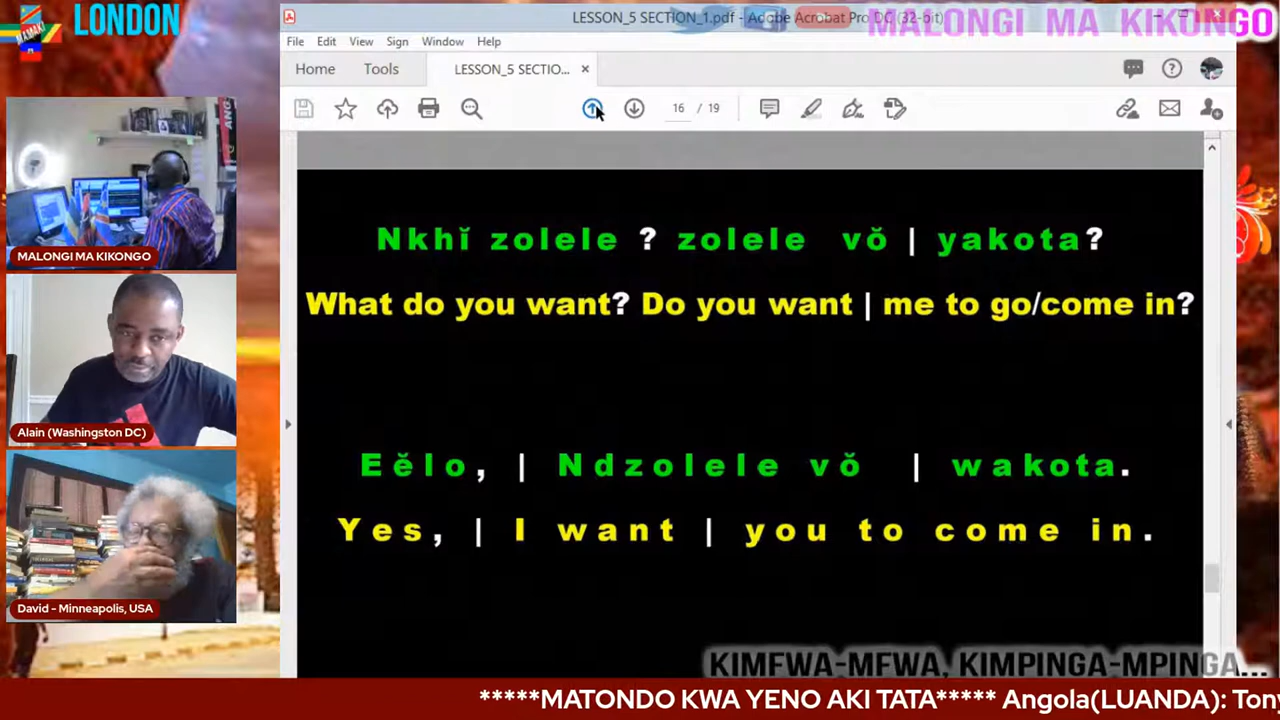 LONDON
LESSON_5 SECTION_1.pdf - Adobe Acrobat Pro DC (32-bit)
MALONGI MA KIKONGO
File Edit View Sign Window Help
Home Tools LESSON_5 SECTIO... ×
16 / 19
MALONGI MA KIKONGO
Alain (Washingston DC)
David - Minneapolis, USA
Nkhĭ zolele ? zolele vŏ | yakota?
What do you want? Do you want | me to go/come in?
Eĕlo, | Ndzolele vŏ | wakota.
Yes, | I want | you to come in.
KIMFWA-MFWA, KIMPINGA-MPINGA...
*****MATONDO KWA YENO AKI TATA***** Angola(LUANDA): Tony